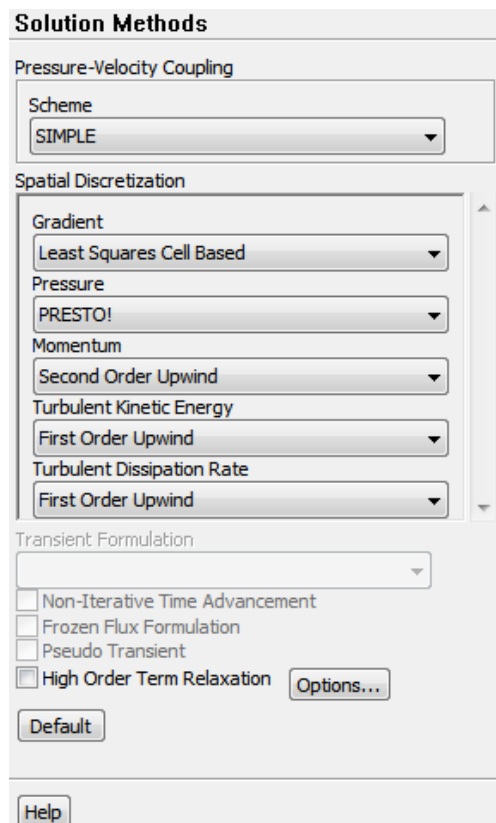 Solution Methods
Pressure-Velocity Coupling
Scheme
SIMPLE
Spatial Discretization
Gradient
Least Squares Cell Based
Pressure
PRESTO!
Momentum
Second Order Upwind
Turbulent Kinetic Energy
First Order Upwind
Turbulent Dissipation Rate
First Order Upwind
Transient Formulation
Non-Iterative Time Advancement
Frozen Flux Formulation
Pseudo Transient
High Order Term Relaxation Options...
Default
Help